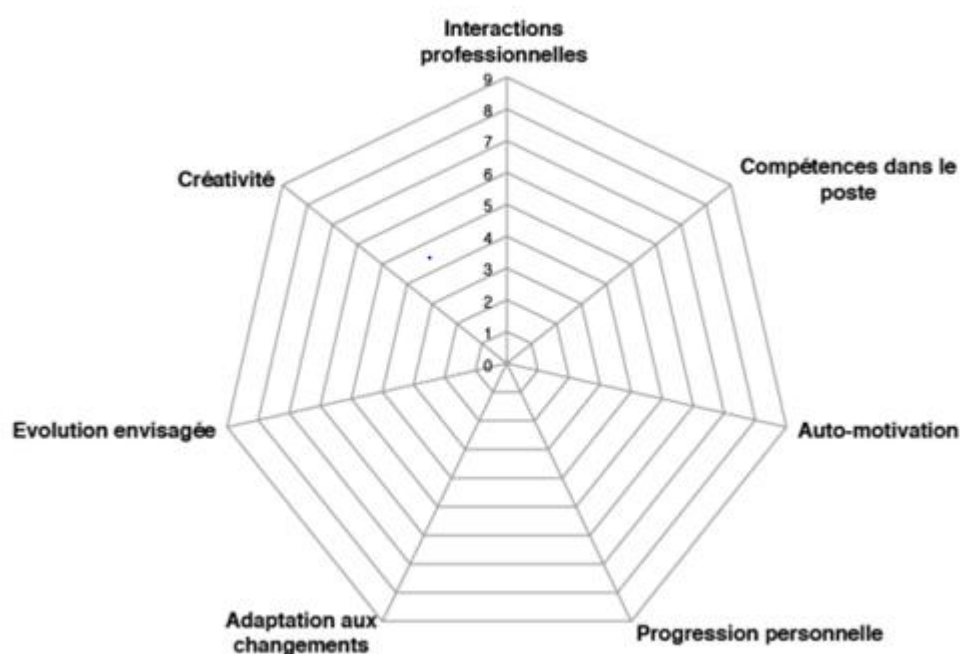 Interactions
professionnelles
9
8
7
6
5
4
3
2
1
0
Créativité
Compétences dans le
poste
Evolution envisagée
Auto-motivation
Adaptation aux
changements
Progression personnelle